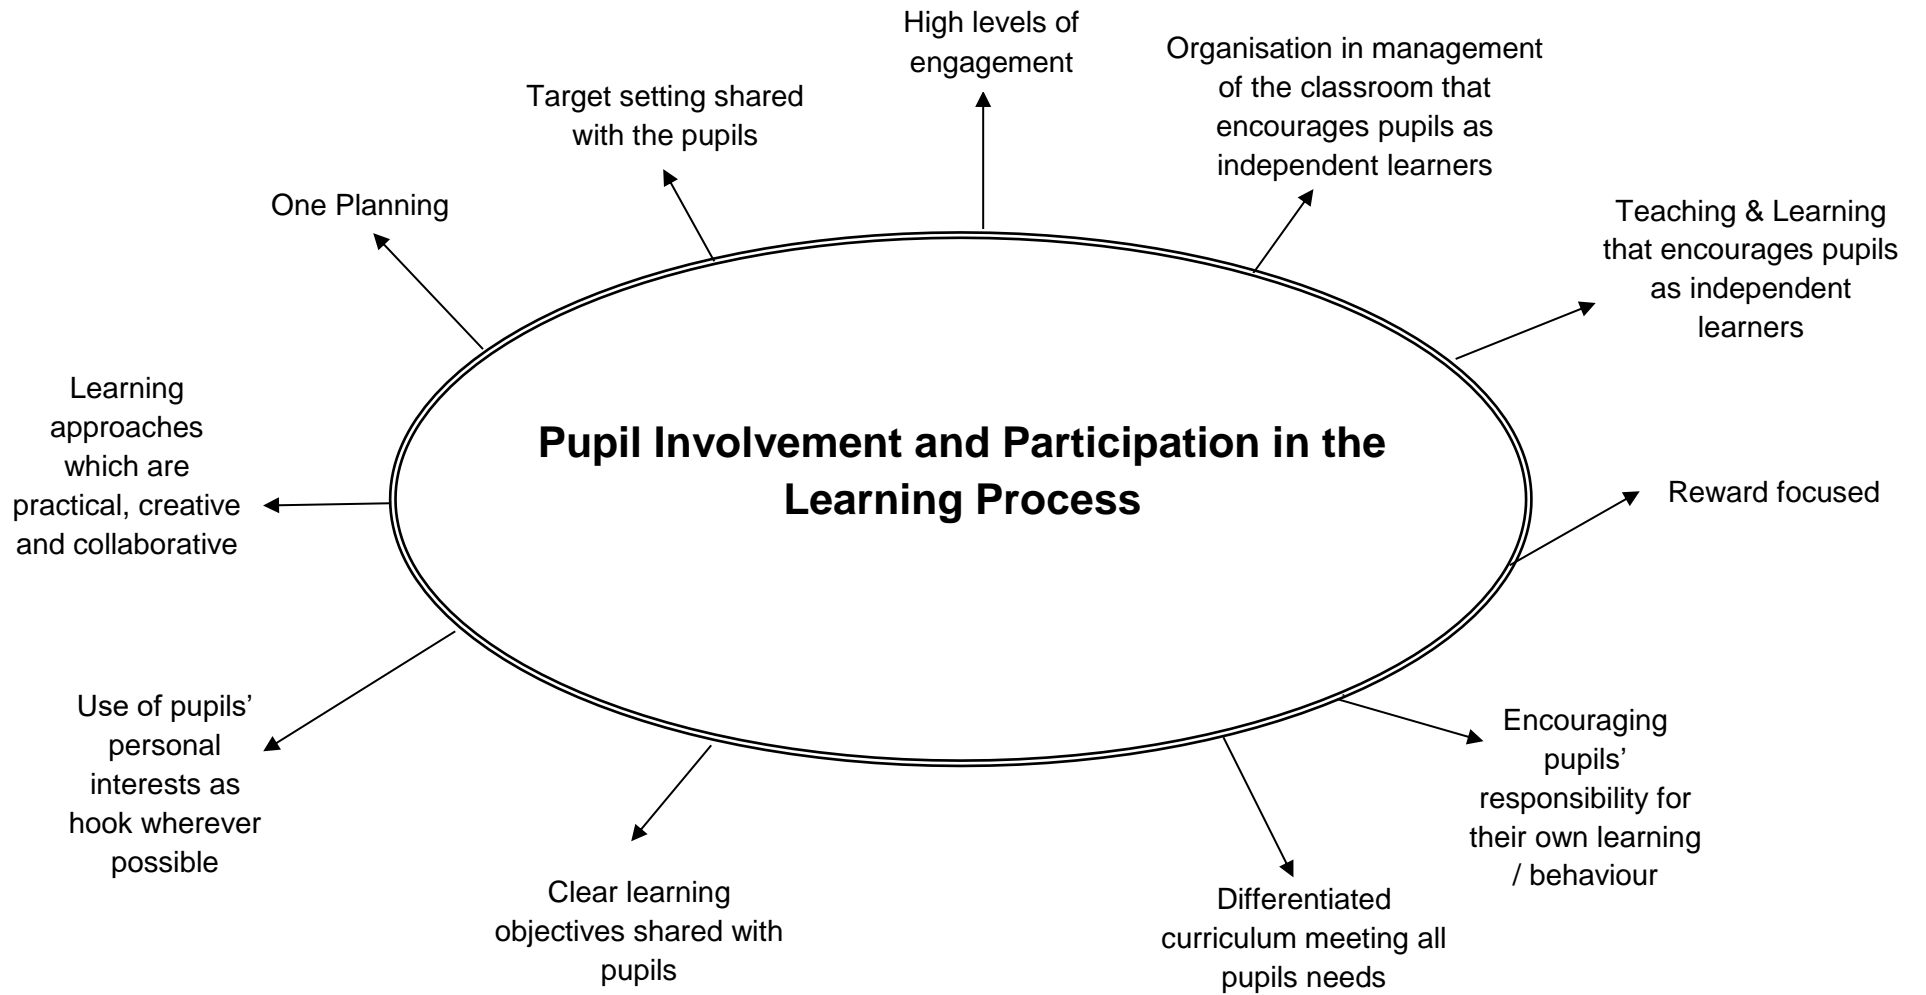 High levels of
engagement
Organisation in management
of the classroom that
encourages pupils as
independent learners
Target setting shared
with the pupils
One Planning
Teaching & Learning
that encourages pupils
as independent
learners
Learning
approaches
which are
practical, creative
and collaborative
Pupil Involvement and Participation in the
Learning Process
Reward focused
Use of pupils’
personal
interests as
hook wherever
possible
Encouraging
pupils’
responsibility for
their own learning
/ behaviour
Clear learning
objectives shared with
pupils
Differentiated
curriculum meeting all
pupils needs